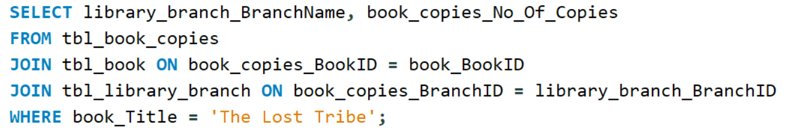 SELECT library_branch_BranchName, book_copies_No_Of_Copies
FROM tbl_book_copies
JOIN tbl_book ON book_copies_BookID = book_BookID
JOIN tbl_library_branch ON book_copies_BranchID = library_branch_BranchID
WHERE book_Title = 'The Lost Tribe';